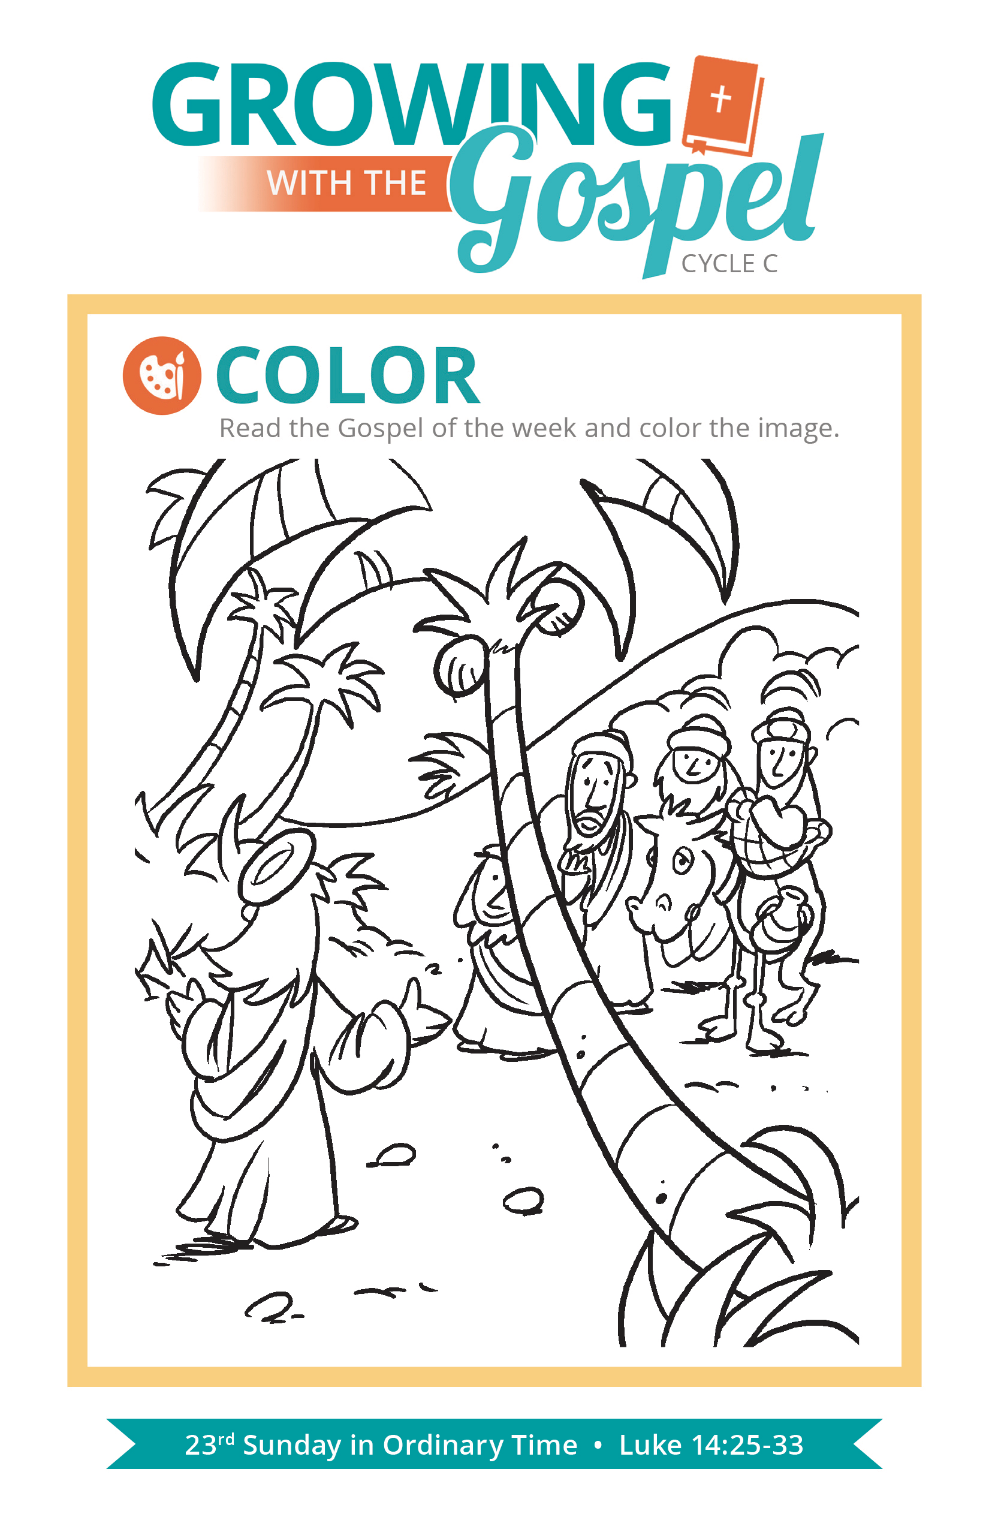 GROWING
WITH THE Gospel
CYCLE C
COLOR
Read the Gospel of the week and color the image.
23rd Sunday in Ordinary Time • Luke 14:25-33